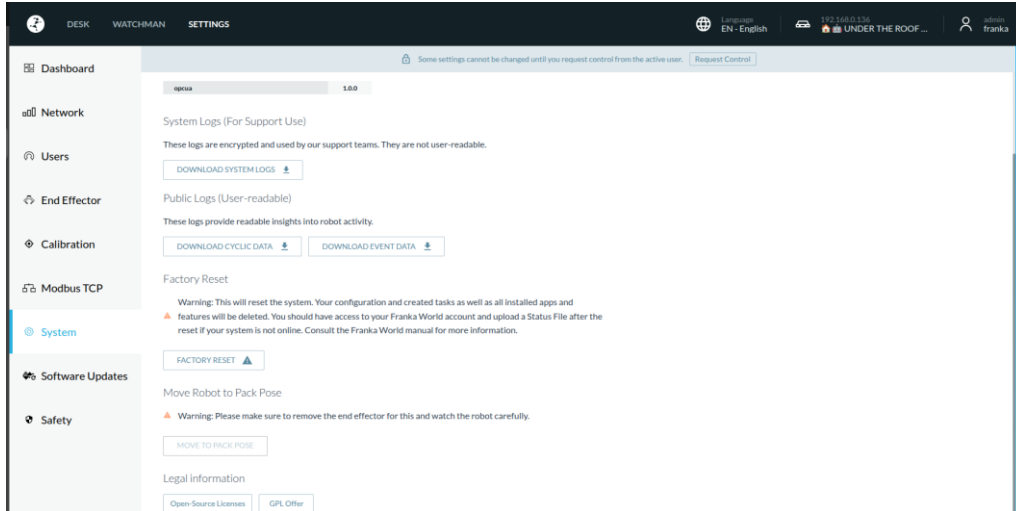 DESK WATCHMAN SETTINGS
Language
EN - English
192.168.0.136
🏠🤖 UNDER THE ROOF ...
admin
franka
Some settings cannot be changed until you request control from the active user. Request Control
Dashboard
Network
Users
End Effector
Calibration
Modbus TCP
System
Software Updates
Safety
opcua 1.0.0
System Logs (For Support Use)
These logs are encrypted and used by our support teams. They are not user-readable.
DOWNLOAD SYSTEM LOGS
Public Logs (User-readable)
These logs provide readable insights into robot activity.
DOWNLOAD CYCLIC DATA DOWNLOAD EVENT DATA
Factory Reset
Warning: This will reset the system. Your configuration and created tasks as well as all installed apps and
features will be deleted. You should have access to your Franka World account and upload a Status File after the
reset if your system is not online. Consult the Franka World manual for more information.
FACTORY RESET
Move Robot to Pack Pose
Warning: Please make sure to remove the end effector for this and watch the robot carefully.
MOVE TO PACK POSE
Legal information
Open-Source Licenses GPL Offer